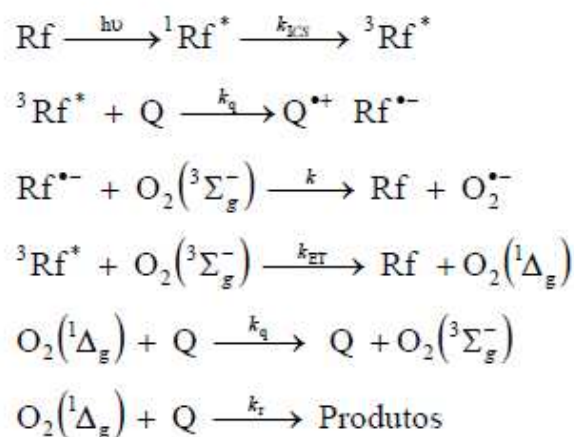 Rf —hυ→ ¹Rf* —k_ICS→ ³Rf*
³Rf* + Q —k_q→ Q•⁺ Rf•⁻
Rf•⁻ + O₂(³Σg⁻) —k→ Rf + O₂•⁻
³Rf* + O₂(³Σg⁻) —k_ET→ Rf + O₂(¹Δg)
O₂(¹Δg) + Q —k_q→ Q + O₂(³Σg⁻)
O₂(¹Δg) + Q —k_r→ Produtos